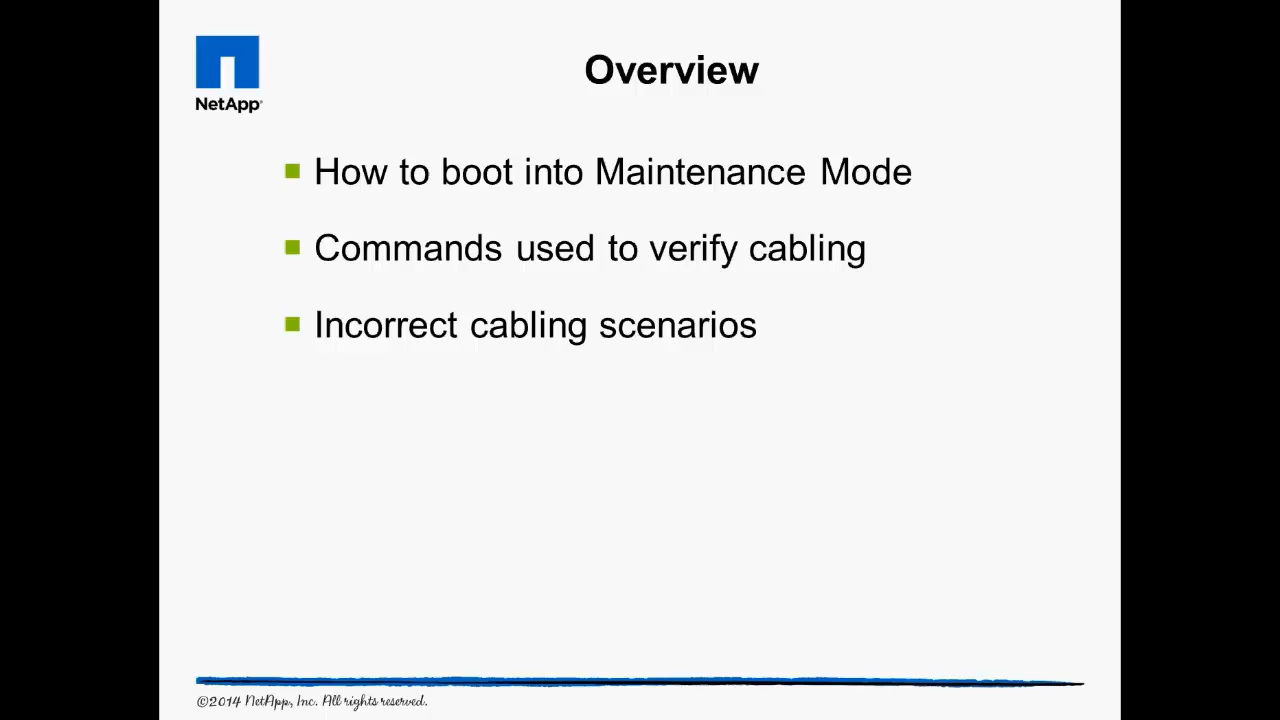 Overview
NetApp®
How to boot into Maintenance Mode
Commands used to verify cabling
Incorrect cabling scenarios
©2014 NetApp, Inc. All rights reserved.